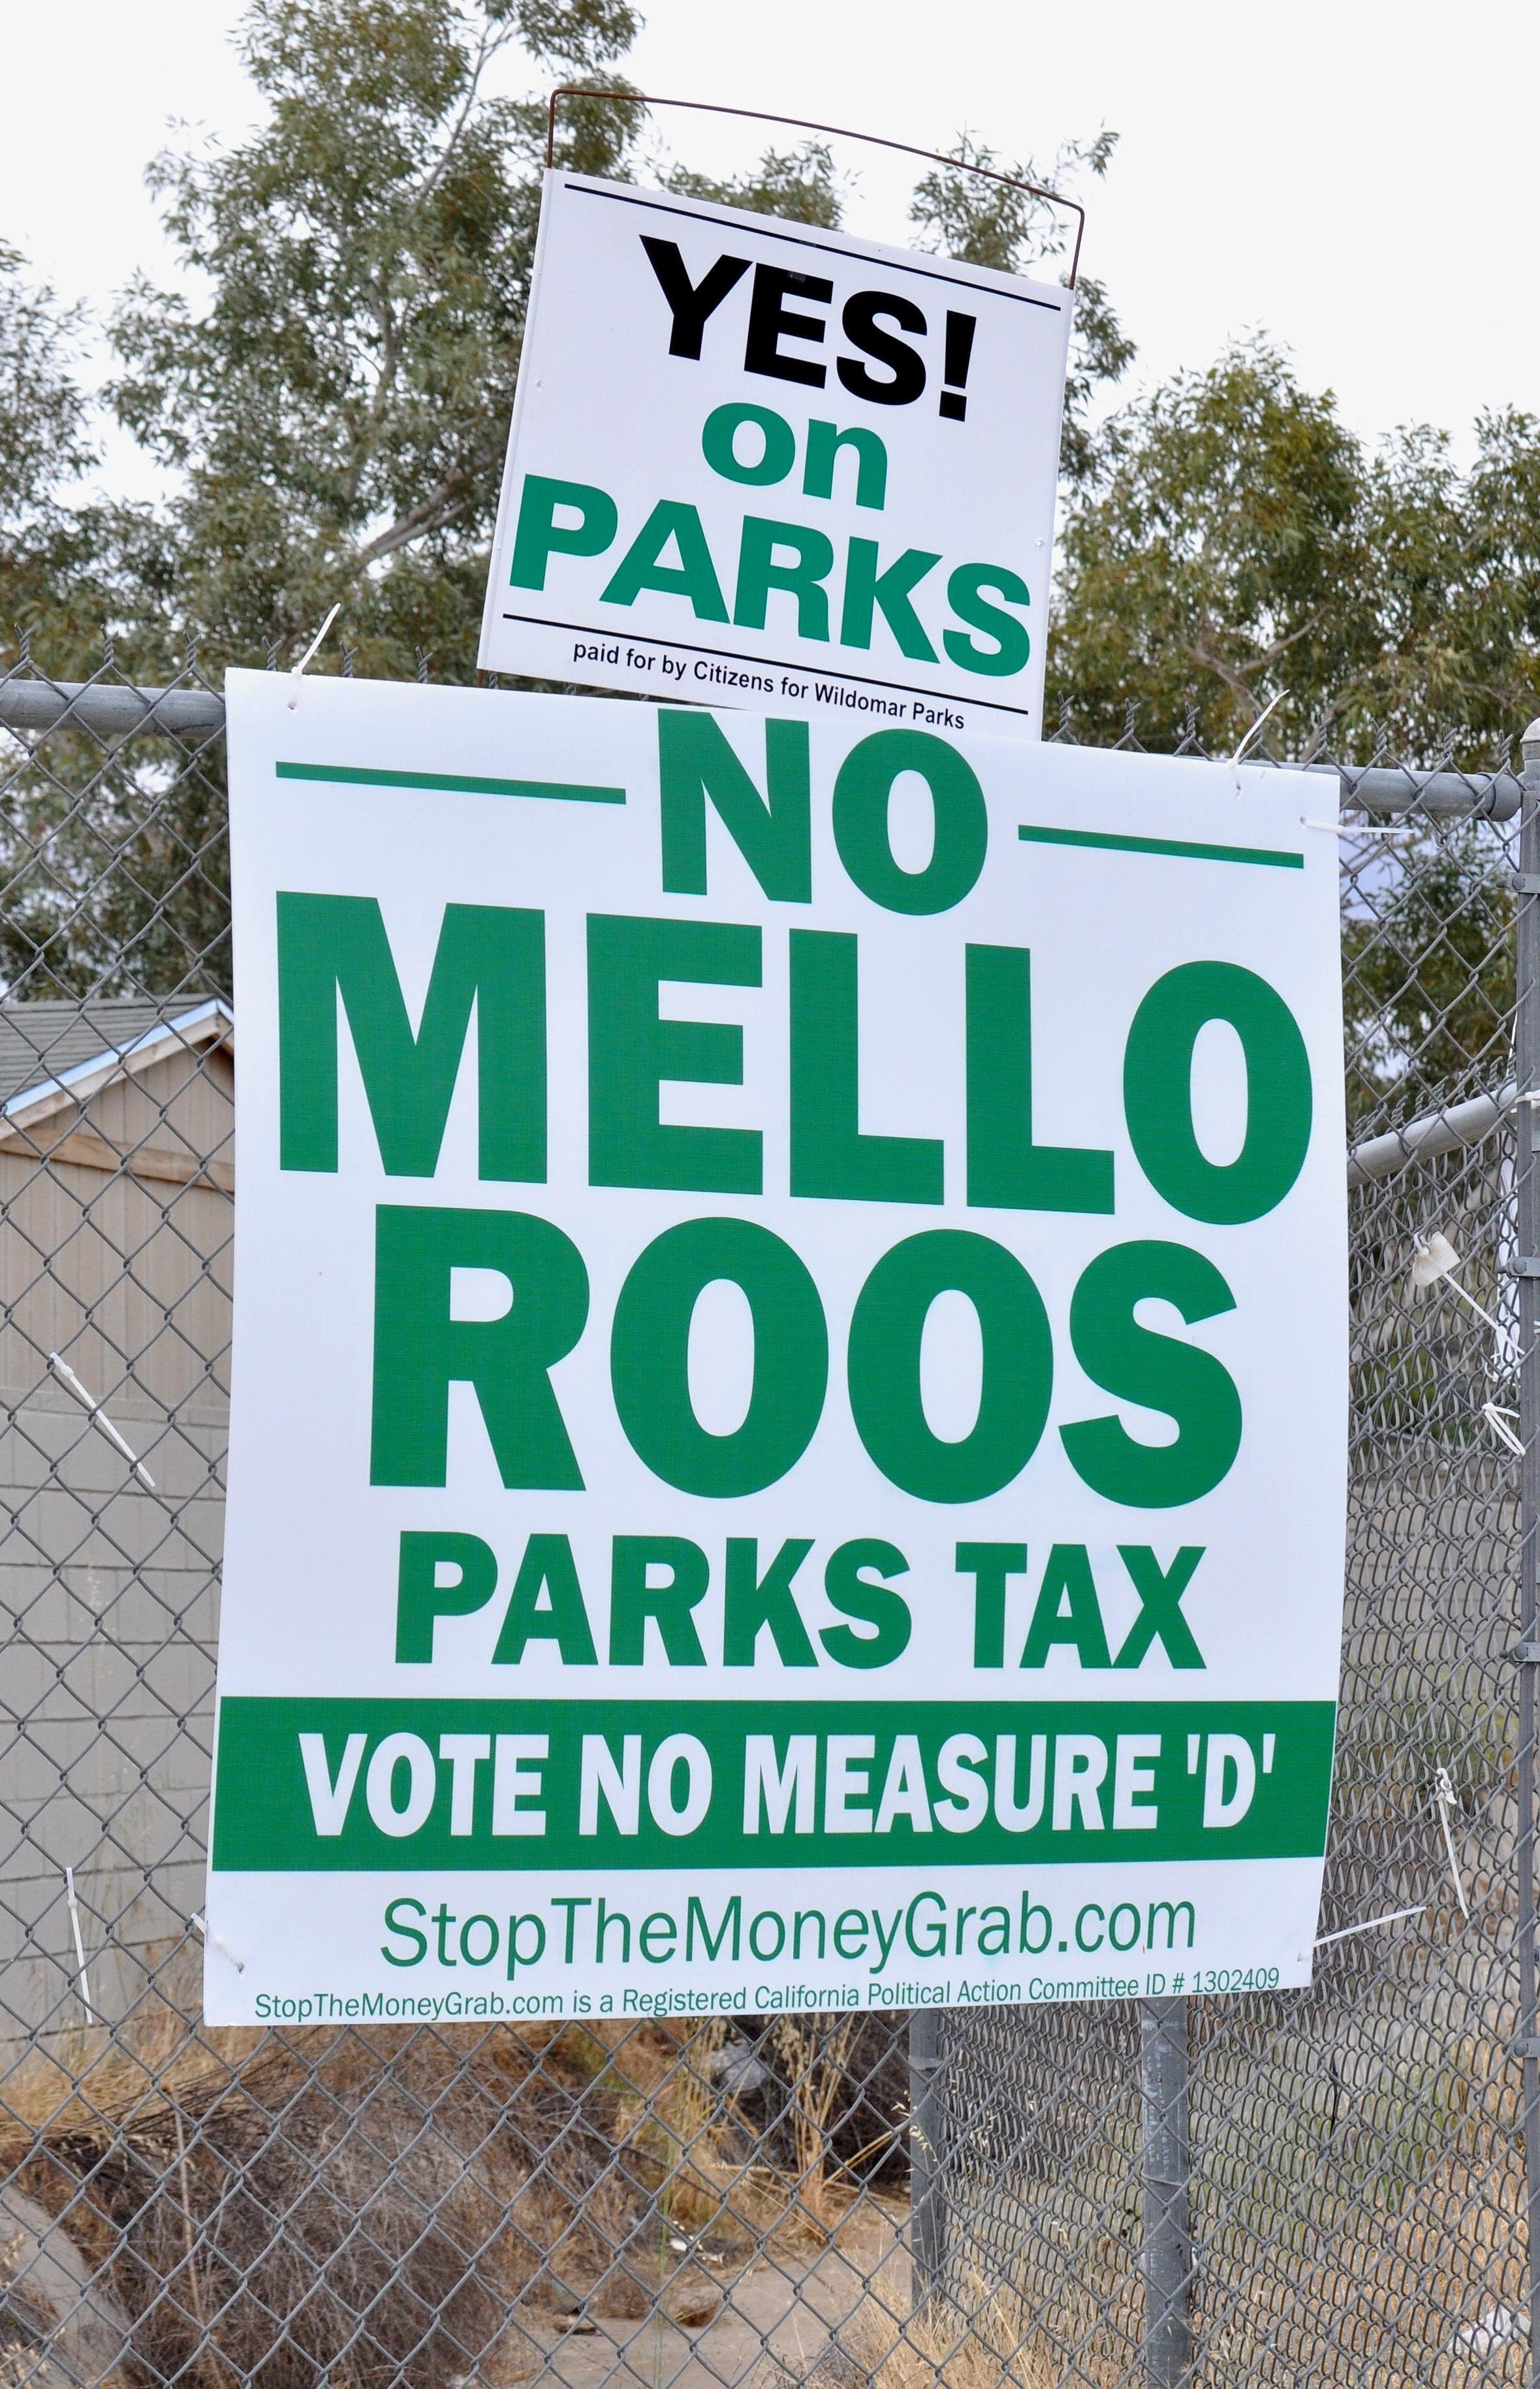 YES!
on
PARKS
paid for by Citizens for Wildomar Parks
NO
MELLO
ROOS
PARKS TAX
VOTE NO MEASURE 'D'
StopTheMoneyGrab.com
StopTheMoneyGrab.com is a Registered California Political Action Committee ID # 1302409